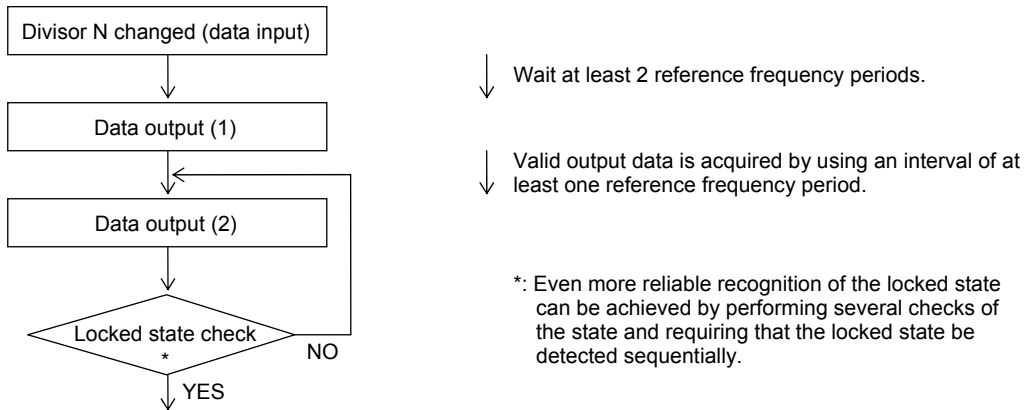 Divisor N changed (data input)
Wait at least 2 reference frequency periods.
Data output (1)
Valid output data is acquired by using an interval of at
least one reference frequency period.
Data output (2)
*: Even more reliable recognition of the locked state
can be achieved by performing several checks of
the state and requiring that the locked state be
detected sequentially.
Locked state check
*
NO
YES